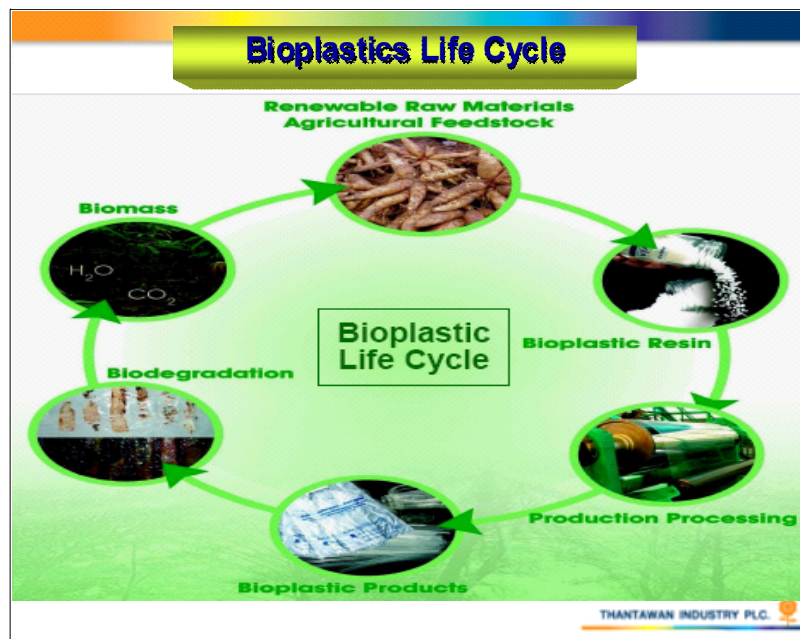 Bioplastics Life Cycle
Renewable Raw Materials
Agricultural Feedstock
Biomass
H₂O
CO₂
Bioplastic
Life Cycle
Bioplastic Resin
Biodegradation
Production Processing
Bioplastic Products
THANTAWAN INDUSTRY PLC.